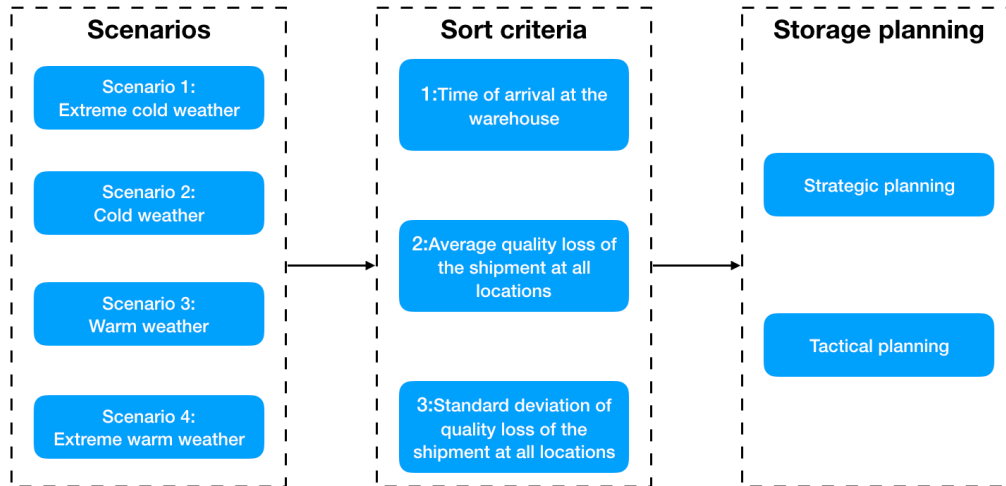 Scenarios
Scenario 1:
Extreme cold weather
Scenario 2:
Cold weather
Scenario 3:
Warm weather
Scenario 4:
Extreme warm weather
Sort criteria
1:Time of arrival at the
warehouse
2:Average quality loss of
the shipment at all
locations
3:Standard deviation of
quality loss of the
shipment at all locations
Storage planning
Strategic planning
Tactical planning